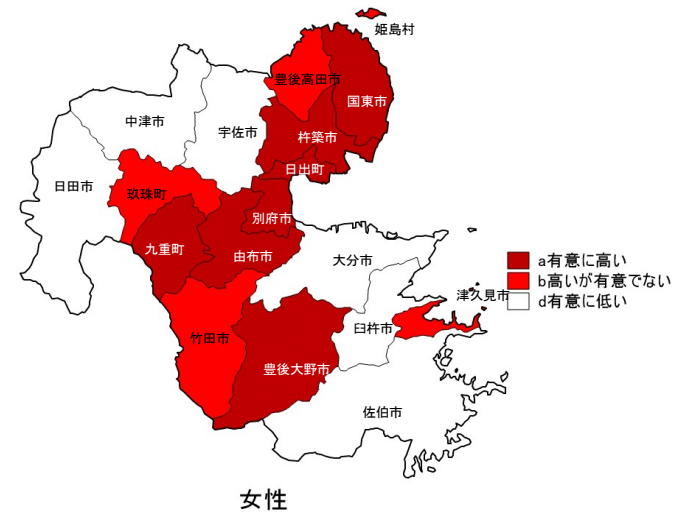 姫島村
豊後高田市
国東市
中津市
宇佐市
杵築市
日出町
日田市
玖珠町
別府市
九重町
由布市
大分市
a有意に高い
b高いが有意でない
d有意に低い
津久見市
臼杵市
竹田市
豊後大野市
佐伯市
女性